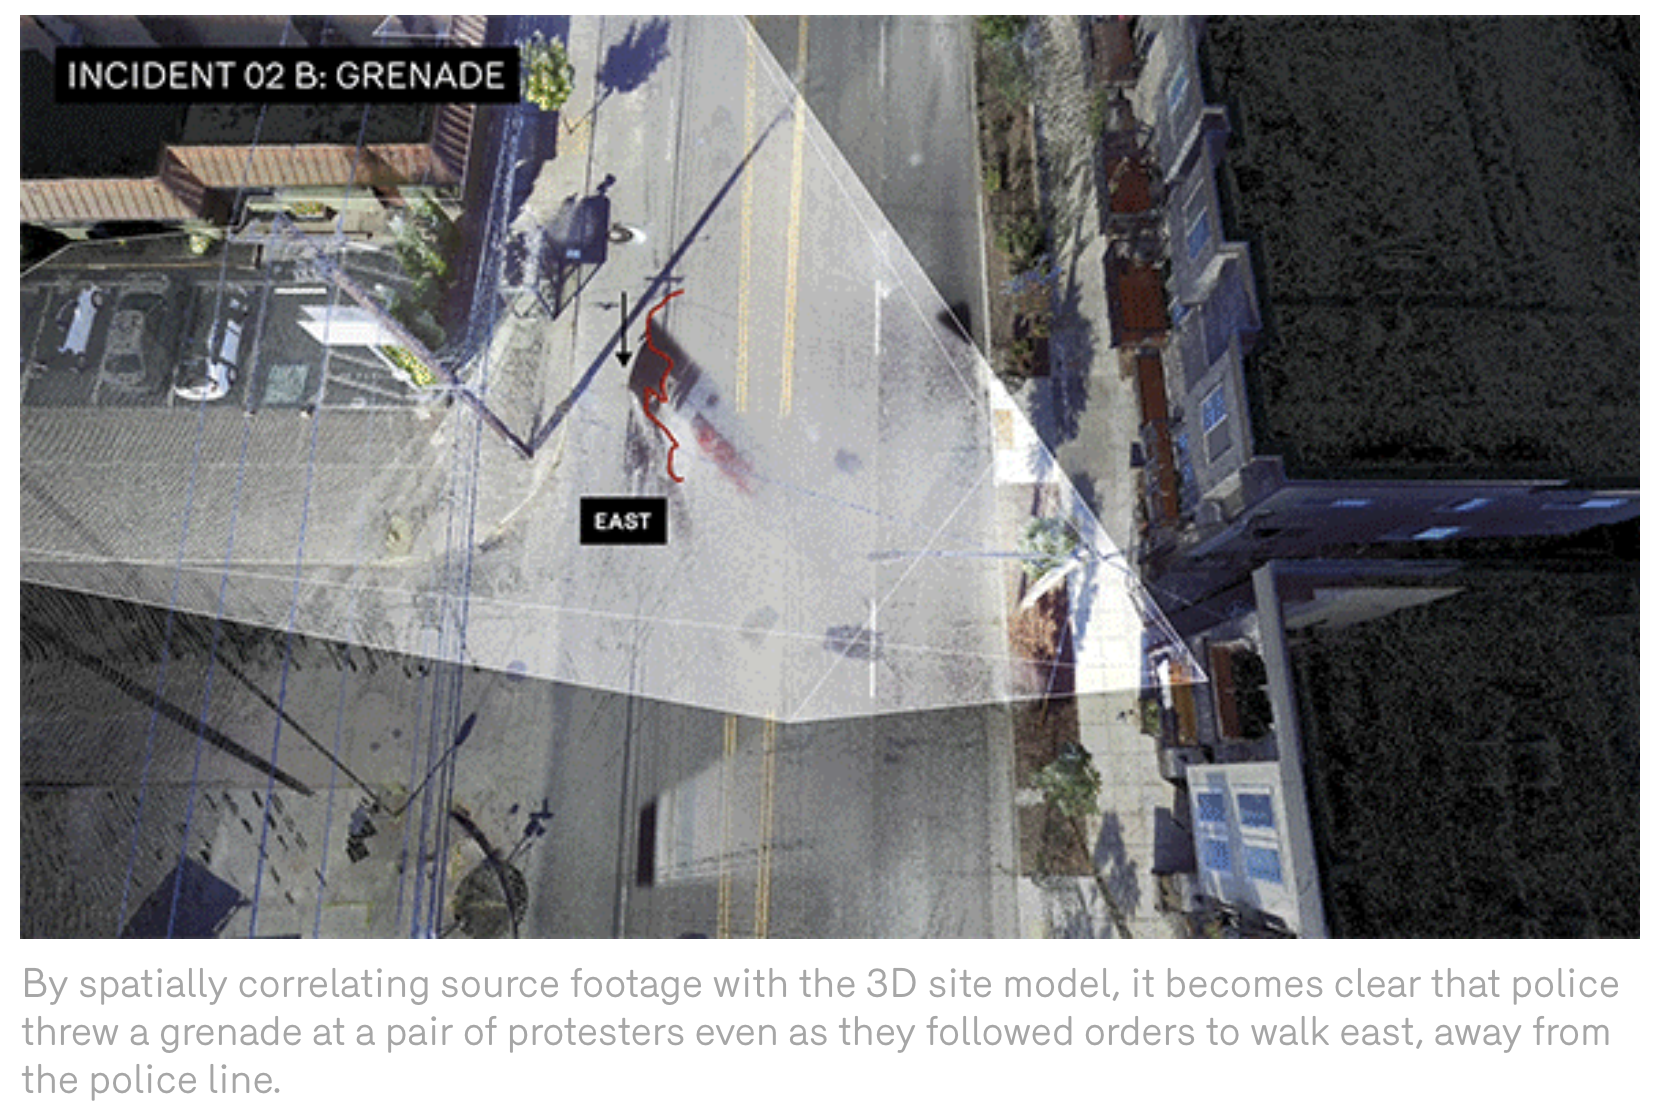 INCIDENT 02 B: GRENADE
EAST
By spatially correlating source footage with the 3D site model, it becomes clear that police
threw a grenade at a pair of protesters even as they followed orders to walk east, away from
the police line.